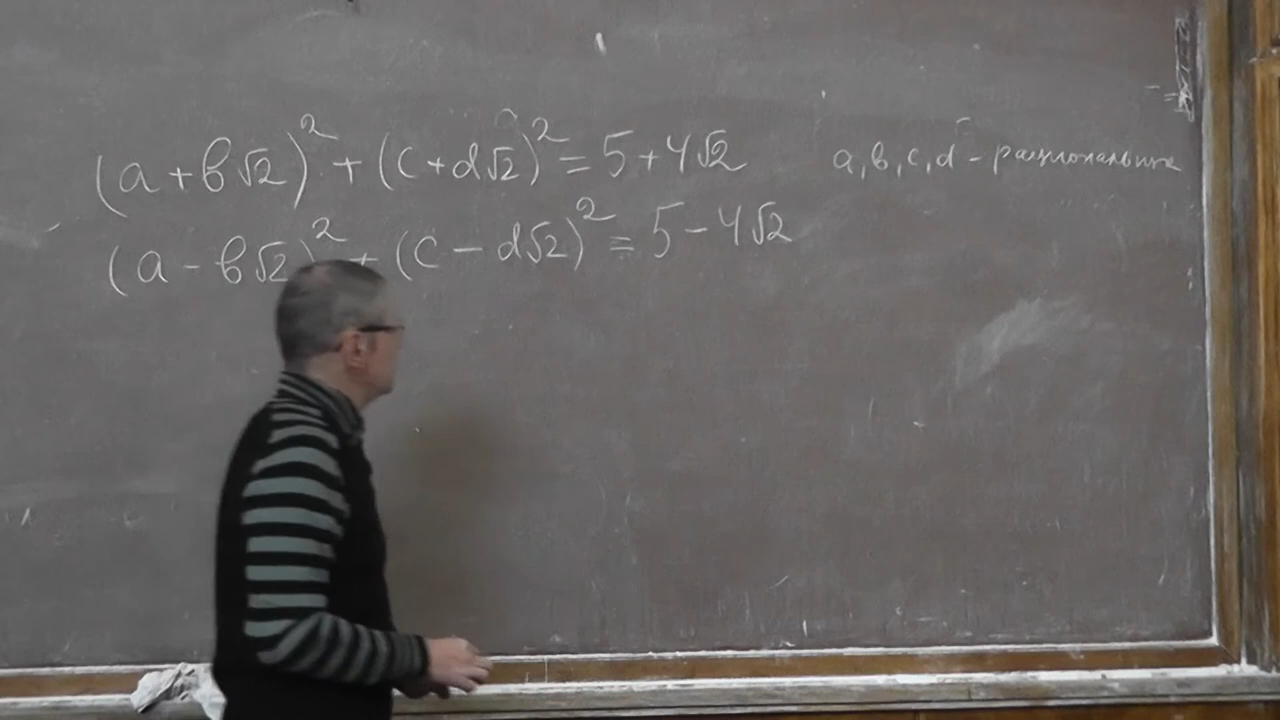 (a + b√2)² + (c + d√2)² = 5 + 4√2 a, b, c, d - рациональные
(a - b√2)² + (c - d√2)² = 5 - 4√2